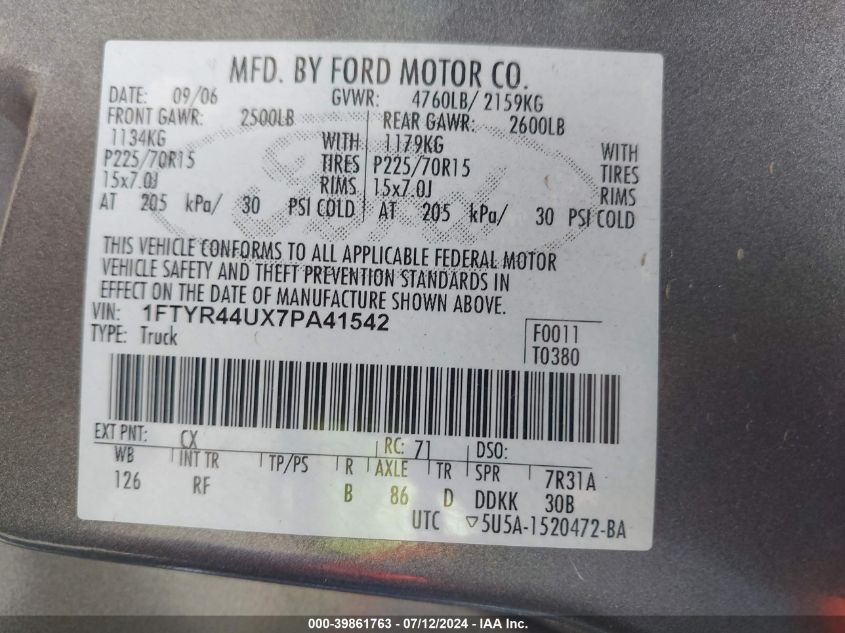 MFD. BY FORD MOTOR CO.
DATE: 09/06 GVWR: 4760LB/ 2159KG
FRONT GAWR: 2500LB REAR GAWR: 2600LB
1134KG WITH 1179KG WITH
P225/70R15 TIRES P225/70R15 TIRES
15x7.0J RIMS 15x7.0J RIMS
AT 205 kPa/ 30 PSI COLD AT 205 kPa/ 30 PSI COLD
THIS VEHICLE CONFORMS TO ALL APPLICABLE FEDERAL MOTOR
VEHICLE SAFETY AND THEFT PREVENTION STANDARDS IN
EFFECT ON THE DATE OF MANUFACTURE SHOWN ABOVE.
VIN: 1FTYR44UX7PA41542
TYPE: Truck F0011
T0380
EXT PNT: CX RC: 71 DSO:
WB INT TR TP/PS R AXLE TR SPR 7R31A
126 RF B 86 D DDKK 30B
UTC ▽5U5A-1520472-BA
000-39861763 - 07/12/2024 - WWW.IAAI.COM